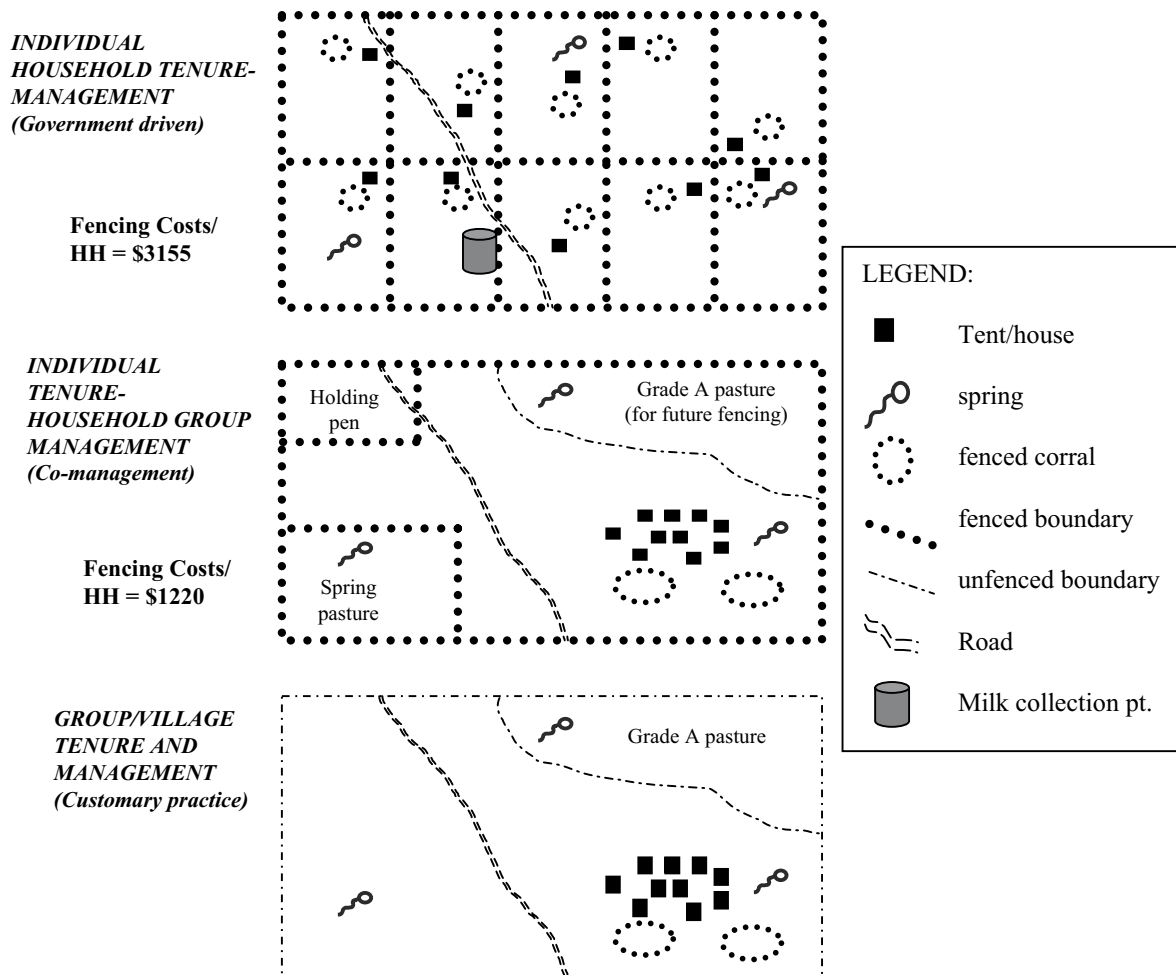 INDIVIDUAL
HOUSEHOLD TENURE-
MANAGEMENT
(Government driven)
Fencing Costs/
HH = $3155
INDIVIDUAL
TENURE-
HOUSEHOLD GROUP
MANAGEMENT
(Co-management)
Fencing Costs/
HH = $1220
Holding
pen
Grade A pasture
(for future fencing)
Spring
pasture
GROUP/VILLAGE
TENURE AND
MANAGEMENT
(Customary practice)
Grade A pasture
LEGEND:
Tent/house
spring
fenced corral
fenced boundary
unfenced boundary
Road
Milk collection pt.